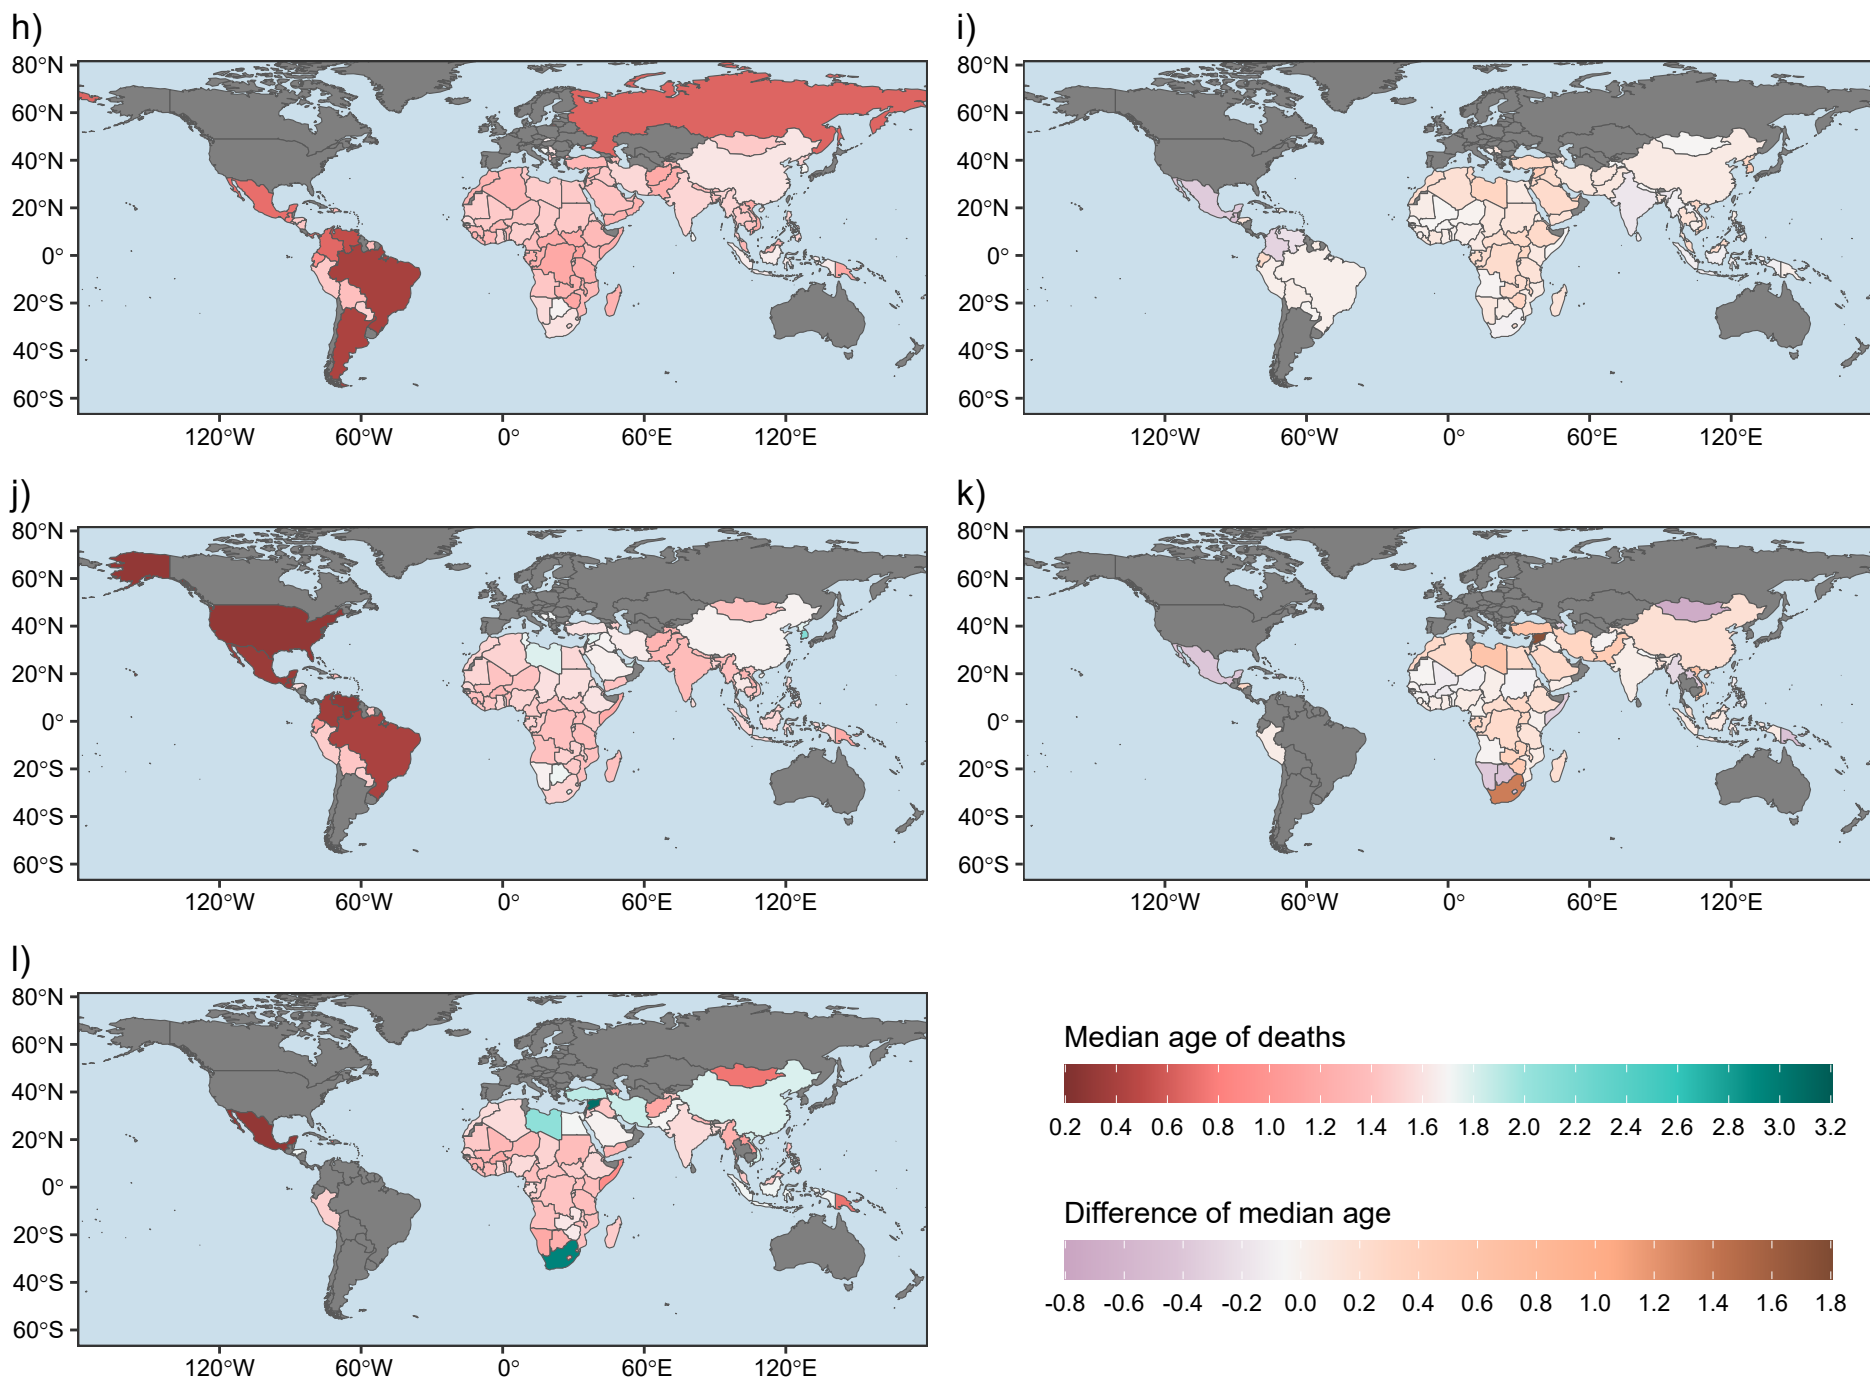 h)
80°N
60°N
40°N
20°N
0°
20°S
40°S
60°S
120°W 60°W 0° 60°E 120°E
i)
80°N
60°N
40°N
20°N
0°
20°S
40°S
60°S
120°W 60°W 0° 60°E 120°E
j)
80°N
60°N
40°N
20°N
0°
20°S
40°S
60°S
120°W 60°W 0° 60°E 120°E
k)
80°N
60°N
40°N
20°N
0°
20°S
40°S
60°S
120°W 60°W 0° 60°E 120°E
l)
80°N
60°N
40°N
20°N
0°
20°S
40°S
60°S
120°W 60°W 0° 60°E 120°E
Median age of deaths
0.2 0.4 0.6 0.8 1.0 1.2 1.4 1.6 1.8 2.0 2.2 2.4 2.6 2.8 3.0 3.2
Difference of median age
-0.8 -0.6 -0.4 -0.2 0.0 0.2 0.4 0.6 0.8 1.0 1.2 1.4 1.6 1.8